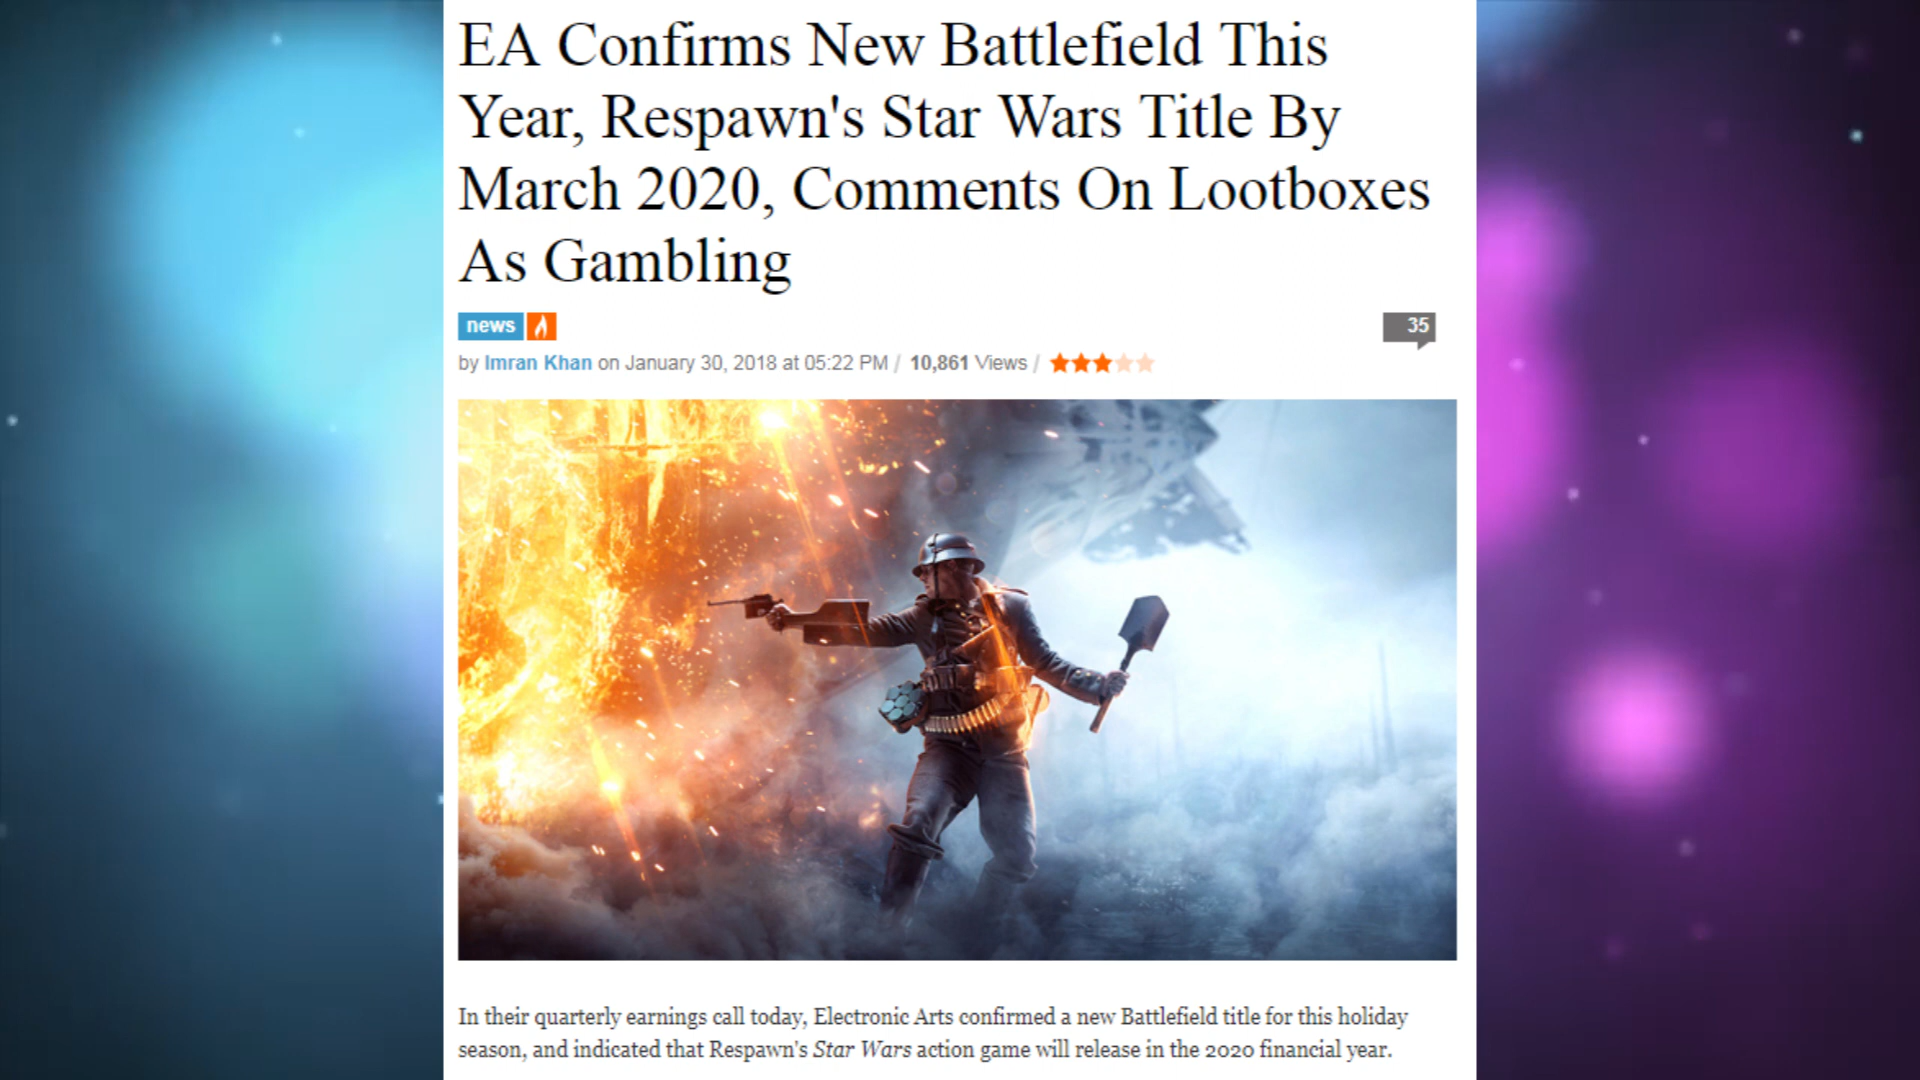 EA Confirms New Battlefield This
Year, Respawn's Star Wars Title By
March 2020, Comments On Lootboxes
As Gambling
news
35
by Imran Khan on January 30, 2018 at 05:22 PM / 10,861 Views /
In their quarterly earnings call today, Electronic Arts confirmed a new Battlefield title for this holiday
season, and indicated that Respawn's Star Wars action game will release in the 2020 financial year.